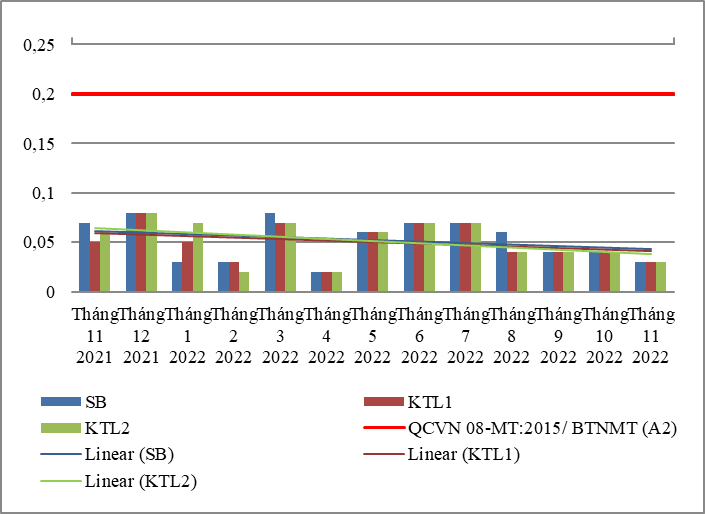 0,25
0,2
0,15
0,1
0,05
0
Tháng 11 2021
Tháng 12 2021
Tháng 1 2022
Tháng 2 2022
Tháng 3 2022
Tháng 4 2022
Tháng 5 2022
Tháng 6 2022
Tháng 7 2022
Tháng 8 2022
Tháng 9 2022
Tháng 10 2022
Tháng 11 2022
SB
KTL1
KTL2
QCVN 08-MT:2015/ BTNMT (A2)
Linear (SB)
Linear (KTL1)
Linear (KTL2)